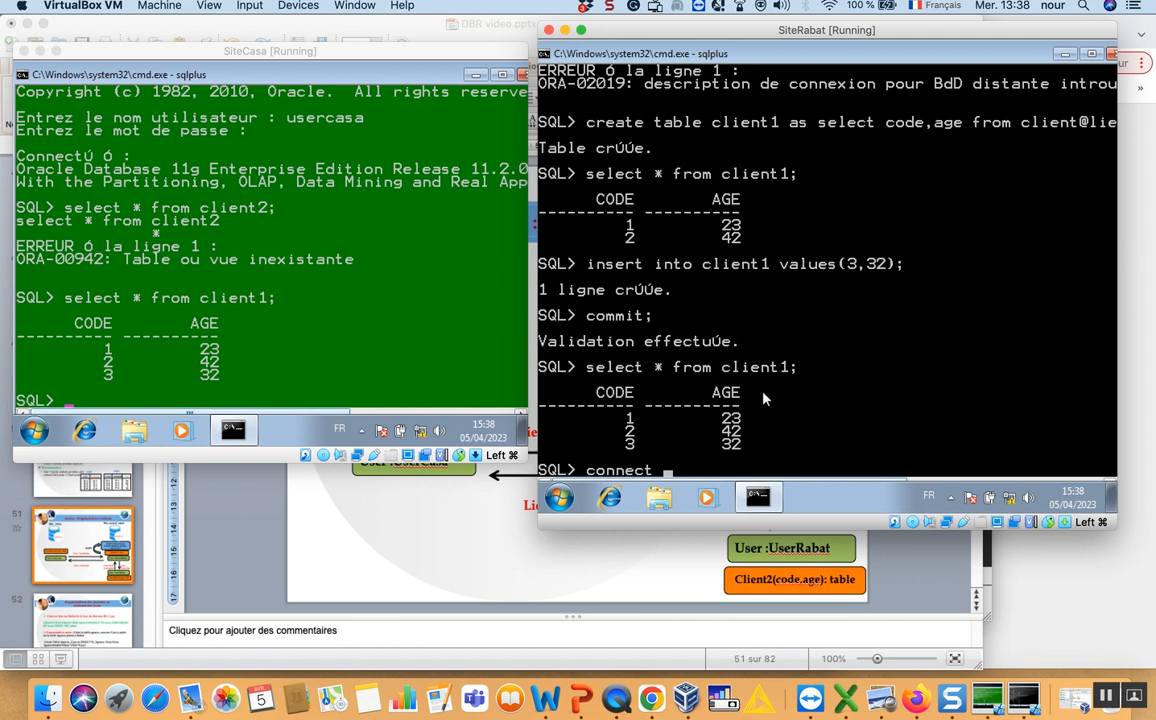 VirtualBox VM Machine View Input Devices Window Help
100% Français Mer. 13:38 nour
DBR video.pptx
SiteCasa [Running]
C:\Windows\system32\cmd.exe - sqlplus
Copyright (c) 1982, 2010, Oracle. All rights reserve
Entrez le nom utilisateur : usercasa
Entrez le mot de passe :
Connectú ó :
Oracle Database 11g Enterprise Edition Release 11.2.0
With the Partitioning, OLAP, Data Mining and Real App
SQL> select * from client2;
select * from client2
*
ERREUR ó la ligne 1 :
ORA-00942: Table ou vue inexistante
SQL> select * from client1;
CODE AGE
---------- ----------
1 23
2 42
3 32
SQL>
FR 15:38
05/04/2023
Left ⌘
SiteRabat [Running]
C:\Windows\system32\cmd.exe - sqlplus
ERREUR ó la ligne 1 :
ORA-02019: description de connexion pour BdD distante introu
SQL> create table client1 as select code,age from client@lie
Table crúúe.
SQL> select * from client1;
CODE AGE
---------- ----------
1 23
2 42
SQL> insert into client1 values(3,32);
1 ligne crúúe.
SQL> commit;
Validation effectuúe.
SQL> select * from client1;
CODE AGE
---------- ----------
1 23
2 42
3 32
SQL> connect
FR 15:38
05/04/2023
Left ⌘
User :UserCasa
User :UserRabat
Client2(code,age): table
51
52
Cliquez pour ajouter des commentaires
51 sur 82 100%